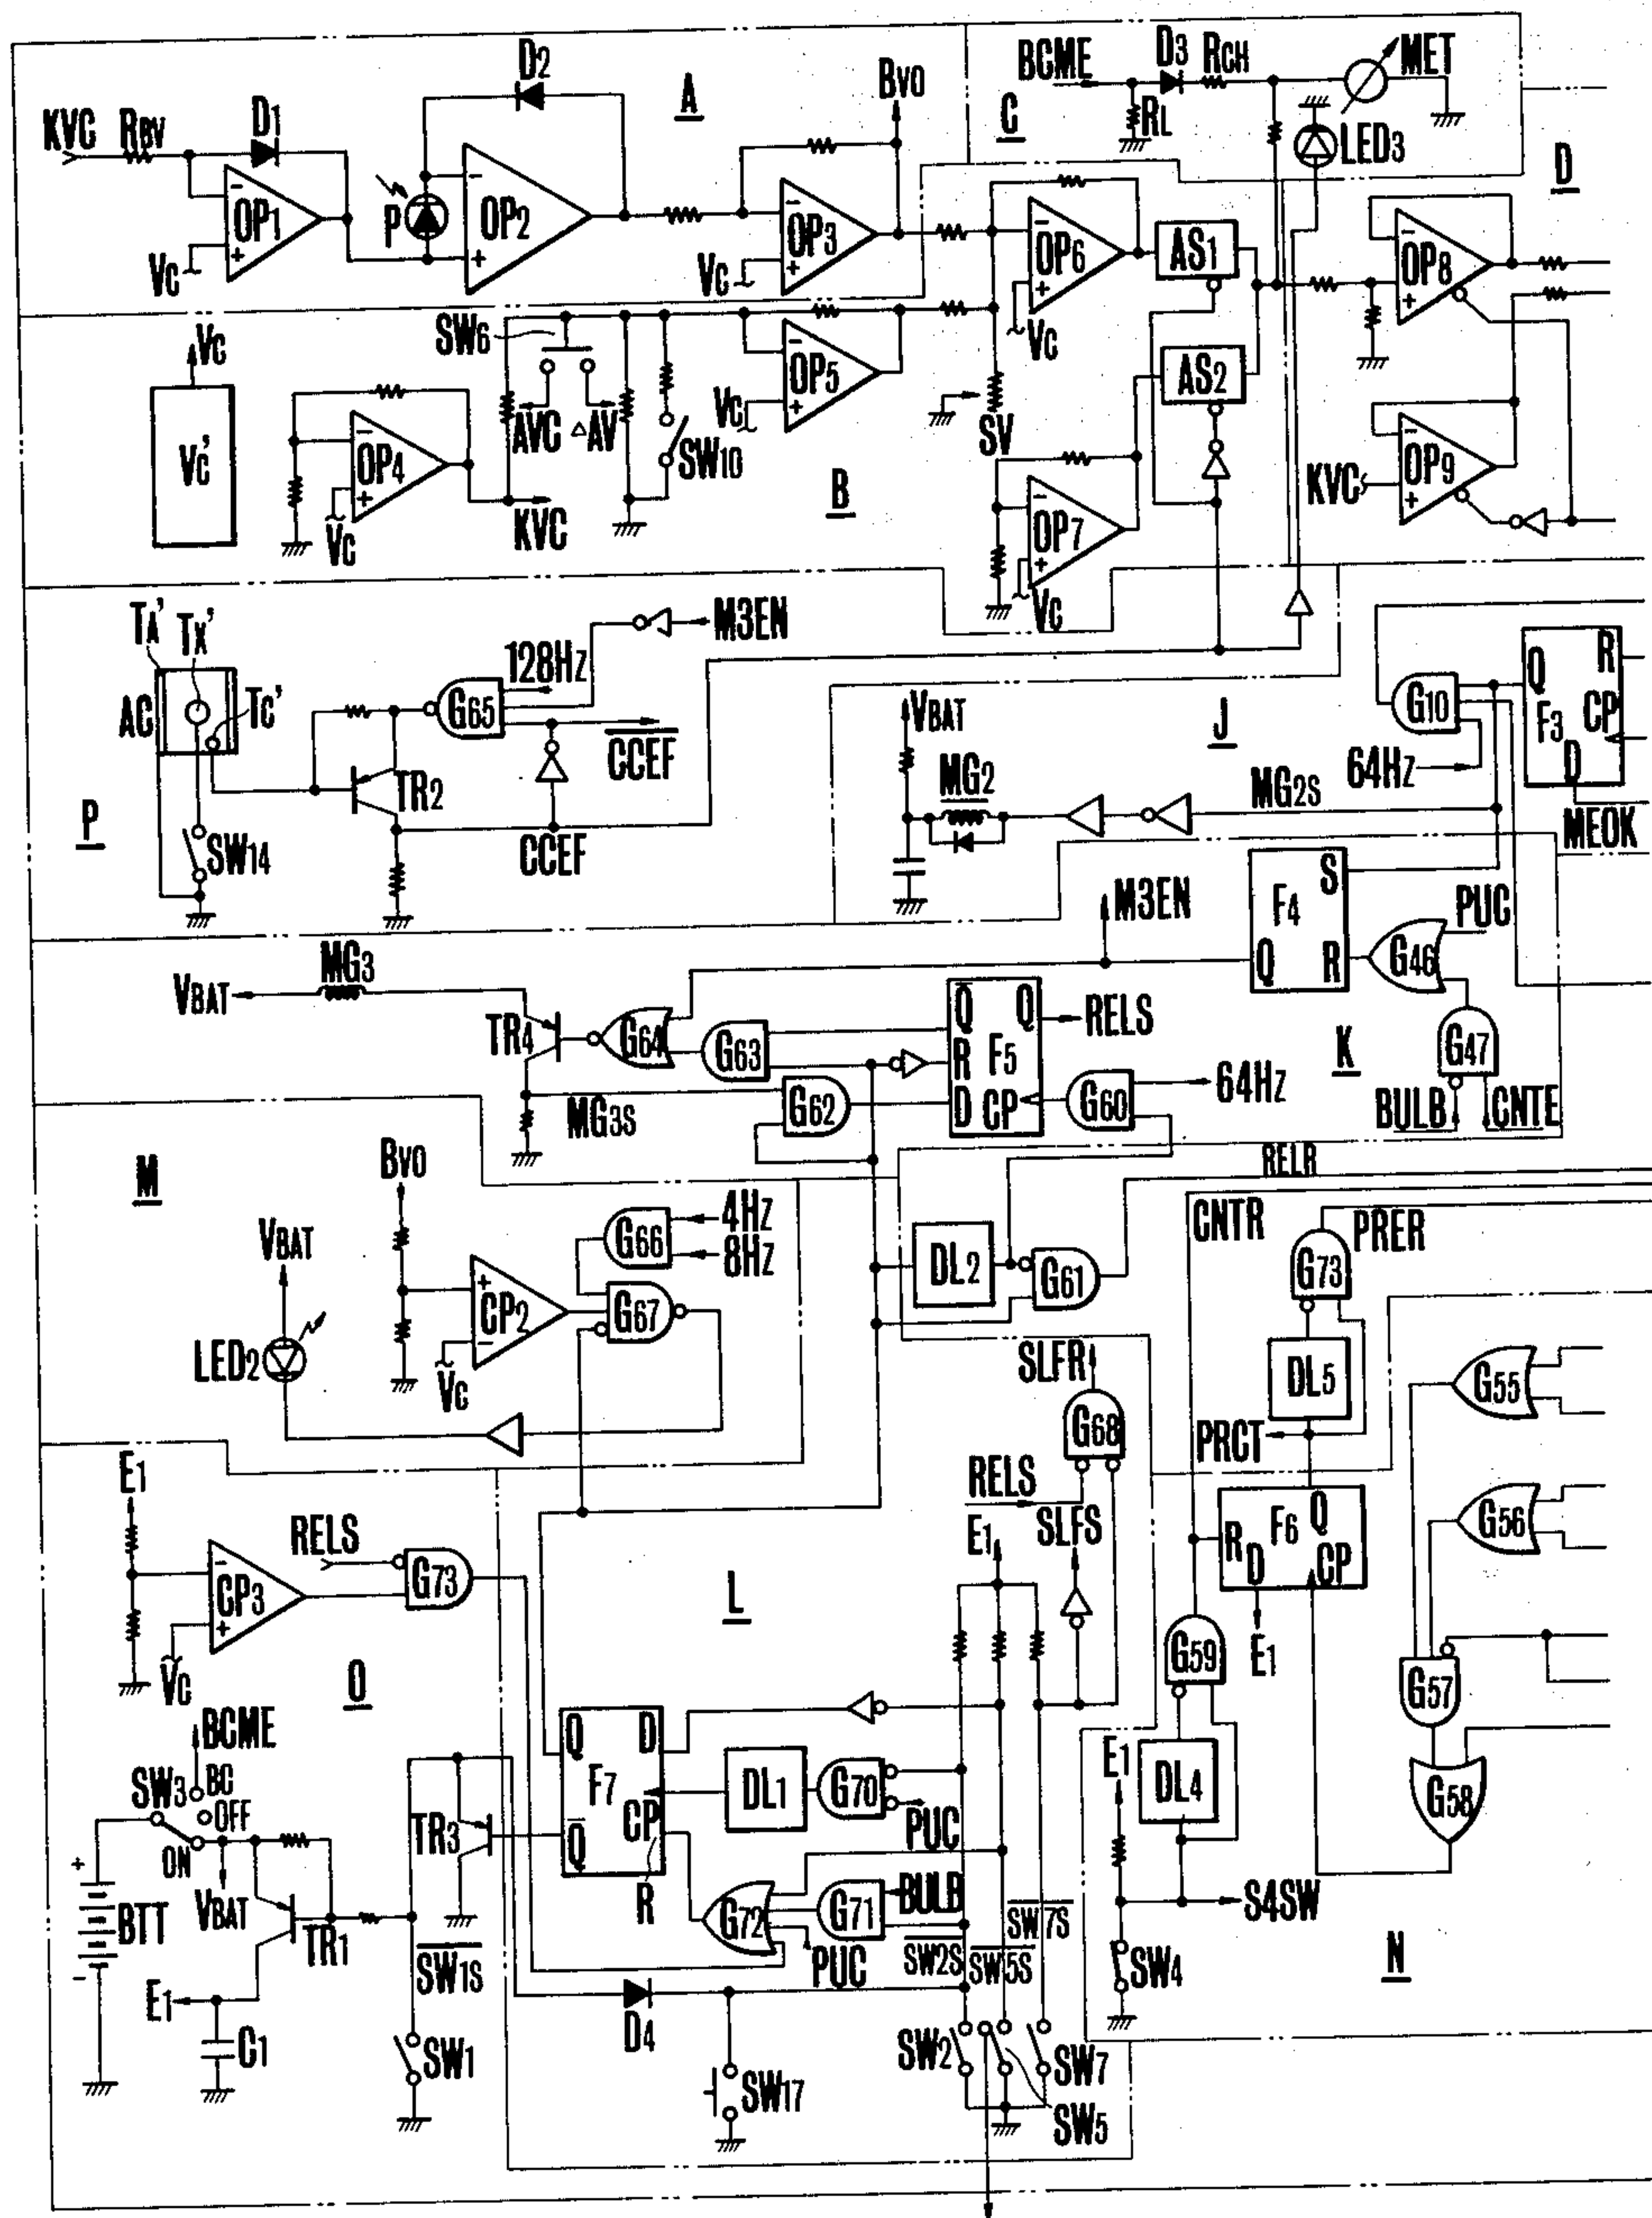 KVC
RBV
D1
D2
A
BVO
BCME
D3
RCH
MET
C
RL
LED3
D
OP1
P
OP2
OP3
OP6
AS1
OP8
VC
VC
VC
SW6
VC
VC'
OP4
VC
KVC
AVC
△AV
SW10
OP5
VC
B
SV
AS2
OP7
VC
OP9
KVC
TA'
TX'
AC
TC'
P
SW14
TR2
128HZ
G65
M3EN
CCEF
CCEF
VBAT
MG2
J
MG2S
G10
64HZ
Q
R
F3
CP
D
MEOK
F4
S
Q
R
M3EN
G46
PUC
K
G47
BULB
CNTE
VBAT
MG3
TR4
G64
G63
G62
MG3S
Q
Q
R
F5
D
CP
RELS
G60
64HZ
RELR
M
BVO
VBAT
LED2
CP2
VC
G66
4HZ
8HZ
G67
DL2
G61
CNTR
PRER
G73
DL5
PRCT
G55
G56
SLFR
G68
RELS
SLFS
E1
R
F6
Q
D
CP
E1
G59
G57
G58
E1
CP3
VC
RELS
G73
O
L
BCME
SW3
BC
OFF
ON
BTT
+
-
VBAT
TR1
E1
C1
SW1S
SW1
TR3
Q
D
F7
CP
Q
R
DL1
G70
PUC
G72
G71
BULB
PUC
SW2S
SW5S
SW7S
D4
SW17
SW2
SW7
SW5
E1
DL4
S4SW
SW4
N